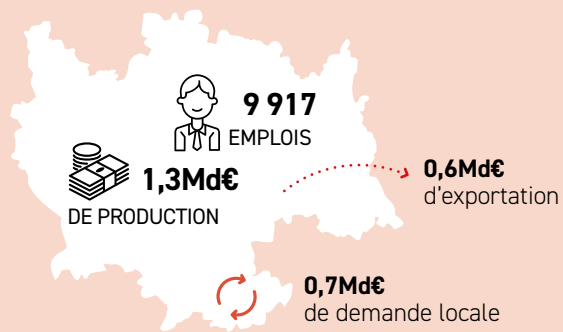 9 917
EMPLOIS
1,3Md€
DE PRODUCTION
0,6Md€
d'exportation
0,7Md€
de demande locale